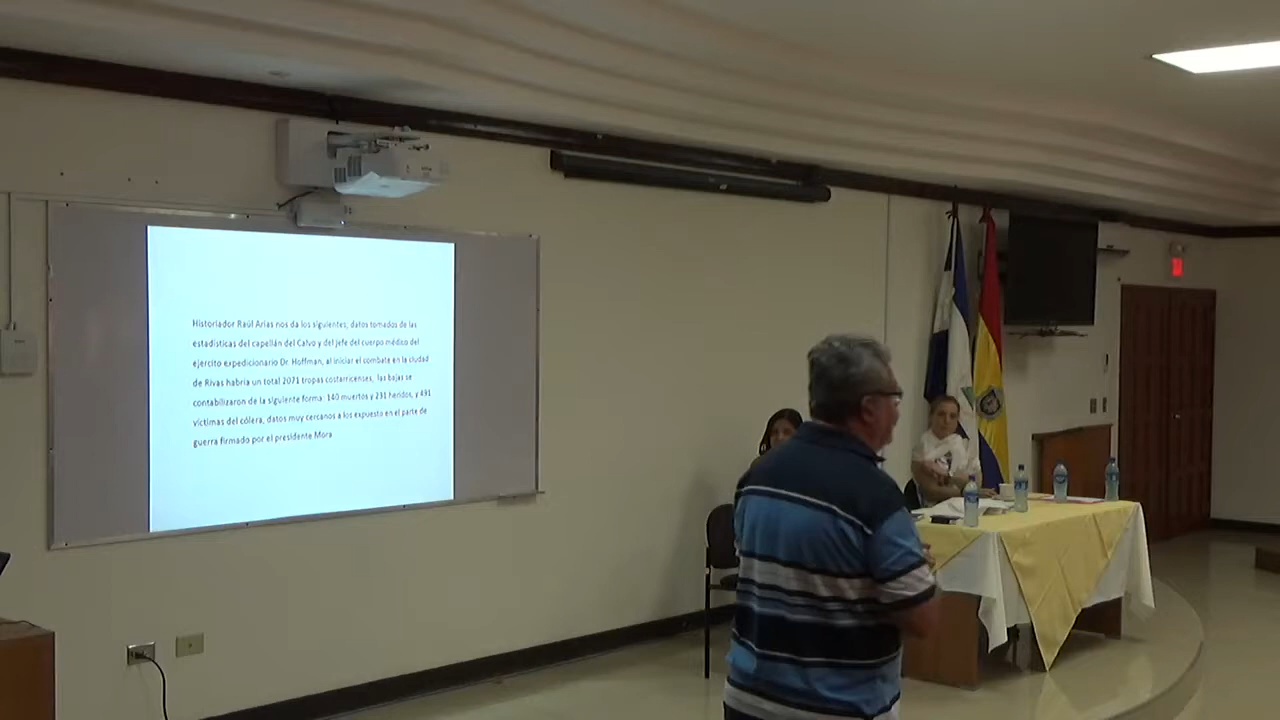 Historiador Raúl Arias nos da los siguientes, datos tomados de las
estadísticas del capellán del Calvo y del jefe del cuerpo médico del
ejercito expedicionario Dr. Hoffman, al iniciar el combate en la ciudad
de Rivas habría un total 2071 tropas costarricenses, las bajas se
contabilizaron de la siguiente forma: 140 muertos y 231 heridos, y 491
víctimas del cólera, datos muy cercanos a los expuesto en el parte de
guerra firmado por el presidente Mora